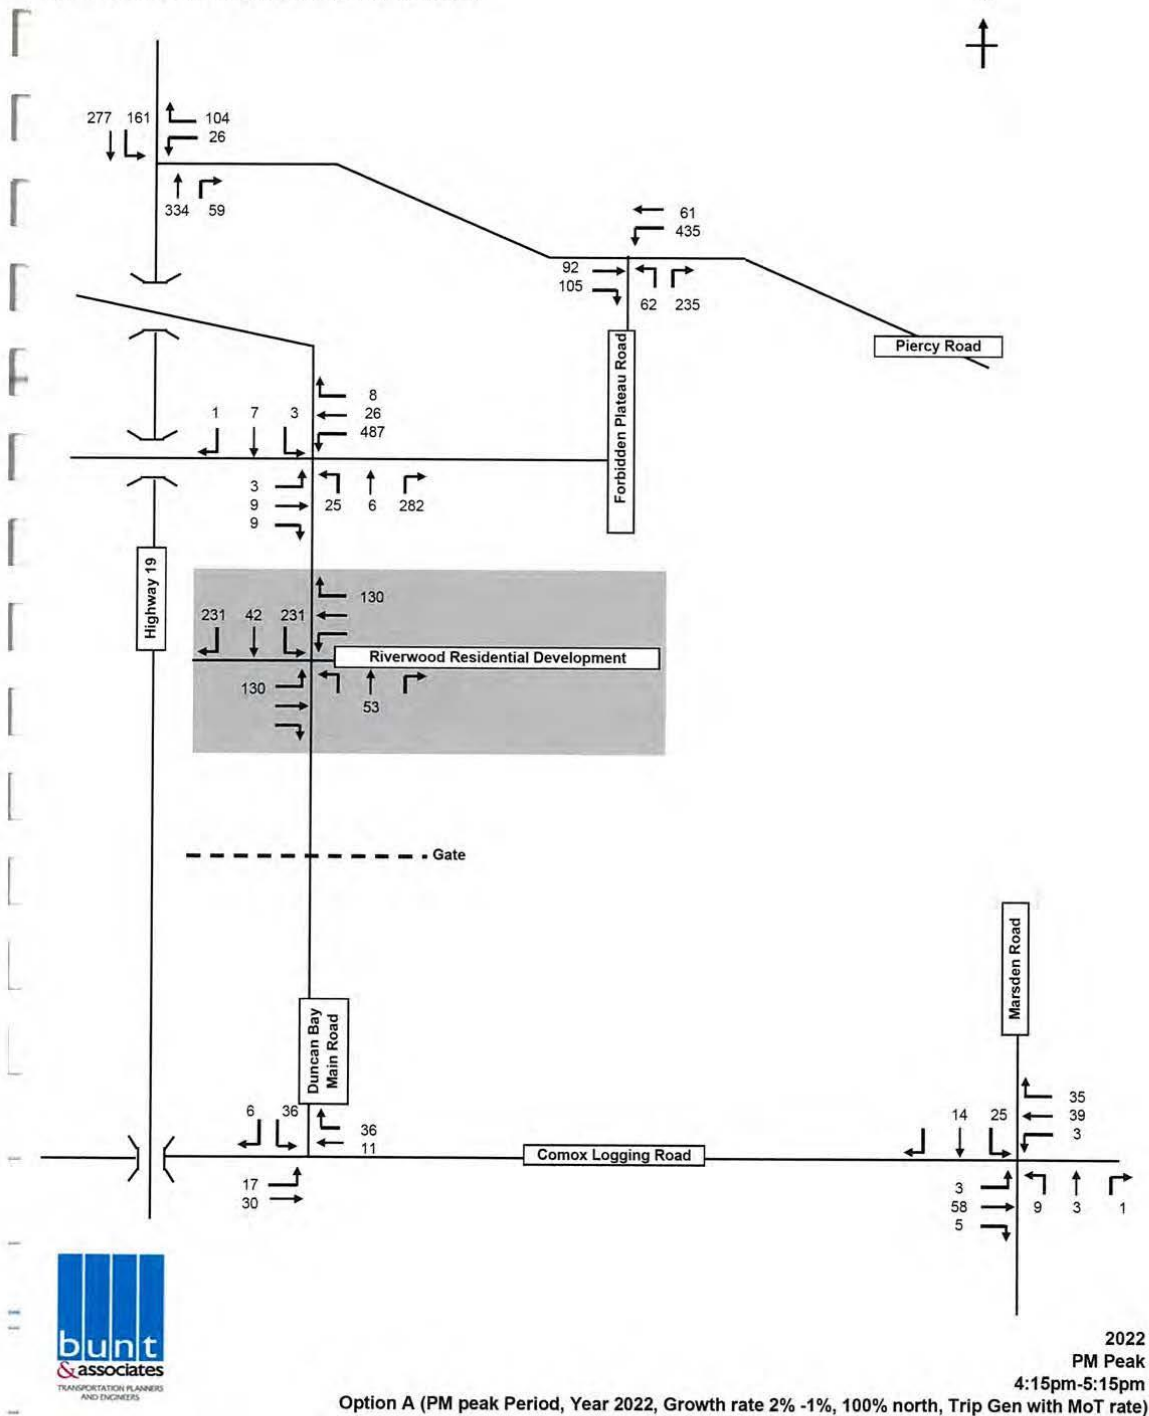 277 161 104
26
334 59
61
435
92
105
62 235
Piercy Road
Forbidden Plateau Road
8
1 7 3 26
487
3
9 25 6 282
9
Highway 19
130
231 42 231
Riverwood Residential Development
130
53
Gate
Marsden Road
Duncan Bay
Main Road
6 36
36
11
35
14 25 39
3
Comox Logging Road
17
30
3
58 9 3 1
5
bunt
& associates
TRANSPORTATION PLANNERS
AND ENGINEERS
2022
PM Peak
4:15pm-5:15pm
Option A (PM peak Period, Year 2022, Growth rate 2% -1%, 100% north, Trip Gen with MoT rate)